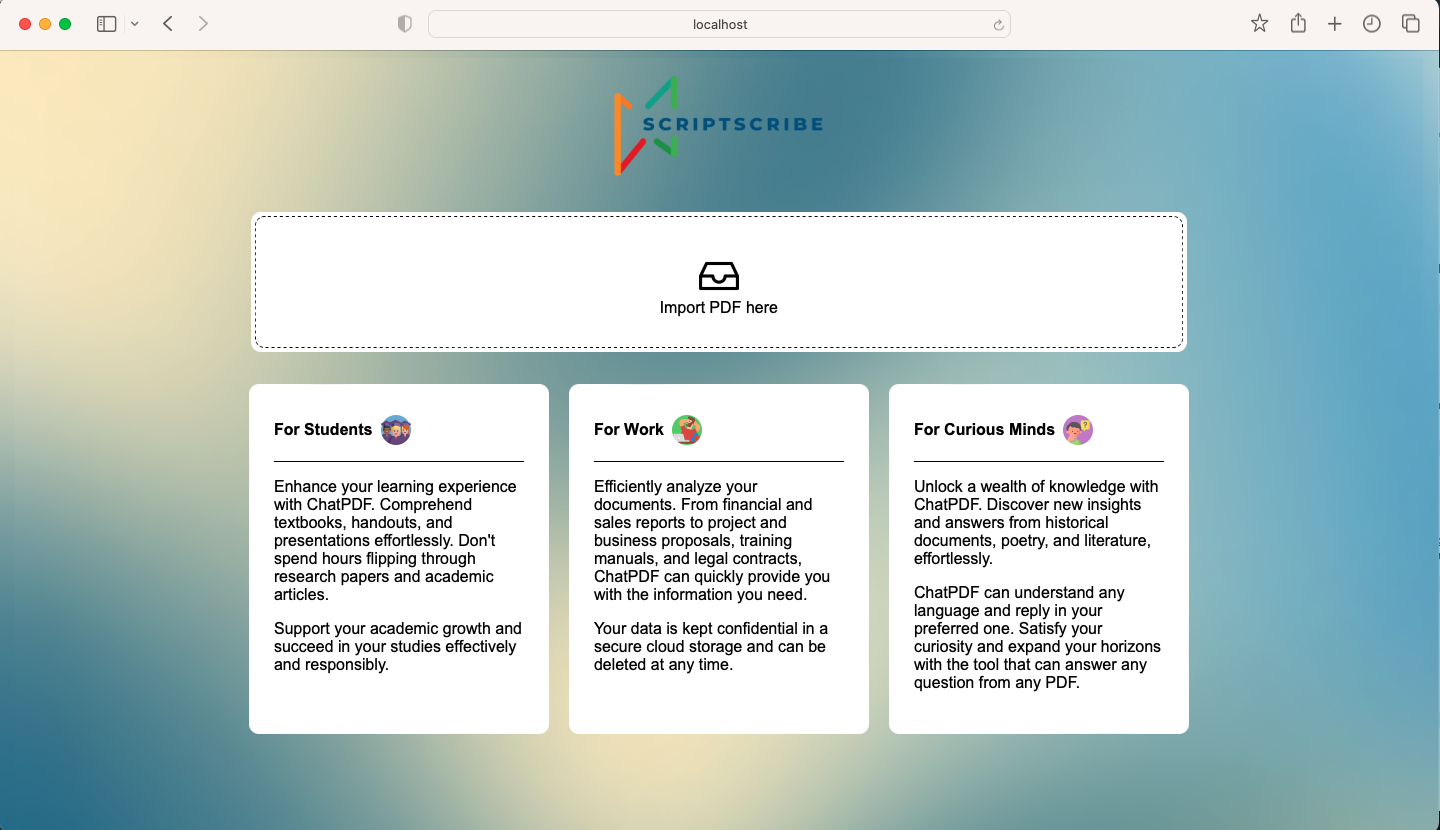 localhost
SCRIPTSCRIBE
Import PDF here
For Students
Enhance your learning experience
with ChatPDF. Comprehend
textbooks, handouts, and
presentations effortlessly. Don't
spend hours flipping through
research papers and academic
articles.
Support your academic growth and
succeed in your studies effectively
and responsibly.
For Work
Efficiently analyze your
documents. From financial and
sales reports to project and
business proposals, training
manuals, and legal contracts,
ChatPDF can quickly provide you
with the information you need.
Your data is kept confidential in a
secure cloud storage and can be
deleted at any time.
For Curious Minds
?
Unlock a wealth of knowledge with
ChatPDF. Discover new insights
and answers from historical
documents, poetry, and literature,
effortlessly.
ChatPDF can understand any
language and reply in your
preferred one. Satisfy your
curiosity and expand your horizons
with the tool that can answer any
question from any PDF.